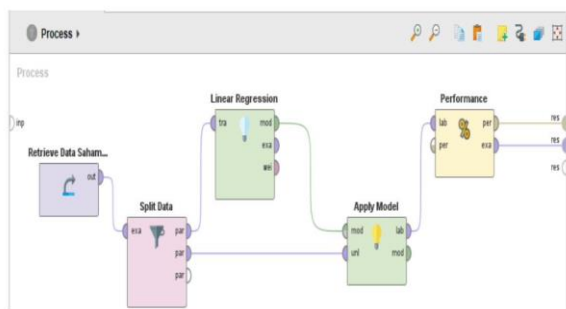 Process
Process
inp
Retrieve Data Saham...
out
Split Data
exa
par
par
par
Linear Regression
tra
mod
exa
wei
Apply Model
mod
unl
lab
mod
Performance
lab
per
per
exa
res
res
res